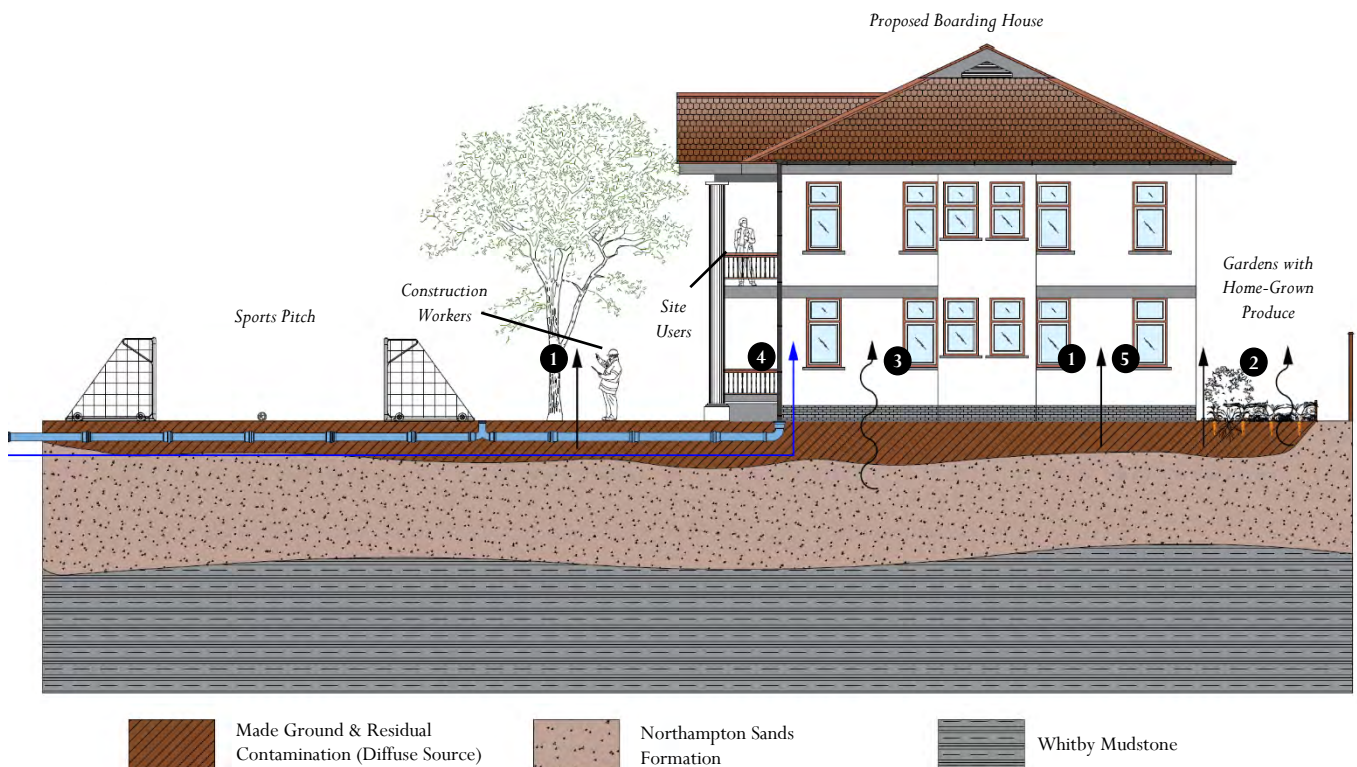 Proposed Boarding House
Gardens with
Home-Grown
Produce
Construction
Workers
Site
Users
Sports Pitch
1
4
3
1
5
2
Made Ground & Residual
Contamination (Diffuse Source)
Northampton Sands
Formation
Whitby Mudstone